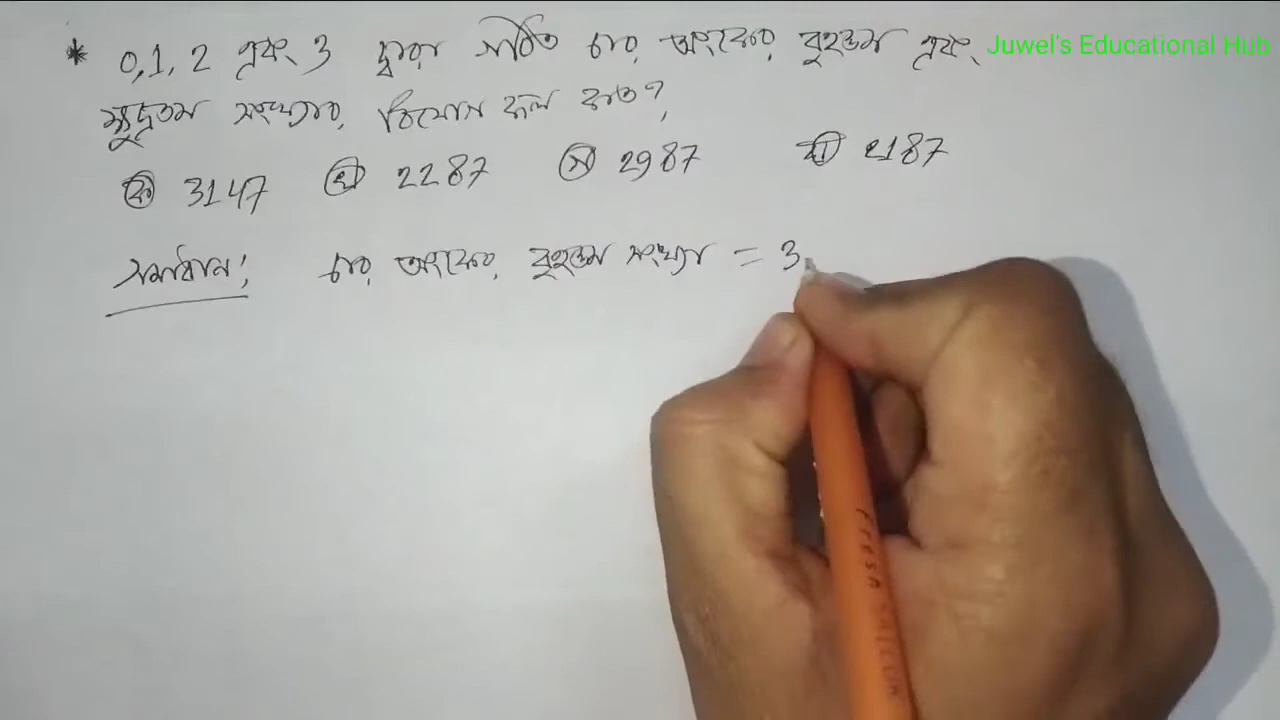 * 0, 1, 2 এবং 3 দ্বারা গঠিত চার অংকের বৃহত্তম এবং
Juwel's Educational Hub
ক্ষুদ্রতম সংখ্যার বিয়োগ ফল কত?
ক 3147 খ 2287 গ 2987 ঘ 2187
সমাধান: চার অংকের বৃহত্তম সংখ্যা = 3